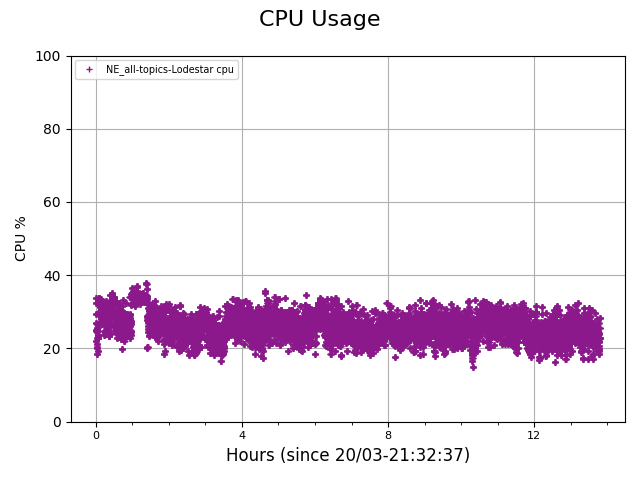 CPU Usage
NE_all-topics-Lodestar cpu
CPU %
100
80
60
40
20
0
0 4 8 12
Hours (since 20/03-21:32:37)